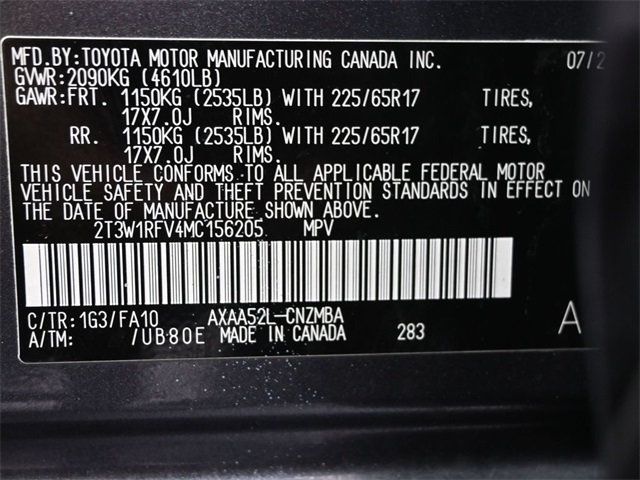 MFD.BY:TOYOTA MOTOR MANUFACTURING CANADA INC. 07/2
GVWR:2090KG (4610LB)
GAWR:FRT. 1150KG (2535LB) WITH 225/65R17 TIRES,
17X7.0J RIMS.
RR. 1150KG (2535LB) WITH 225/65R17 TIRES,
17X7.0J RIMS.
THIS VEHICLE CONFORMS TO ALL APPLICABLE FEDERAL MOTOR
VEHICLE SAFETY AND THEFT PREVENTION STANDARDS IN EFFECT ON
THE DATE OF MANUFACTURE SHOWN ABOVE.
2T3W1RFV4MC156205 MPV
C/TR:1G3/FA10 AXAA52L-CNZMBA A
A/TM: /UB80E MADE IN CANADA 283